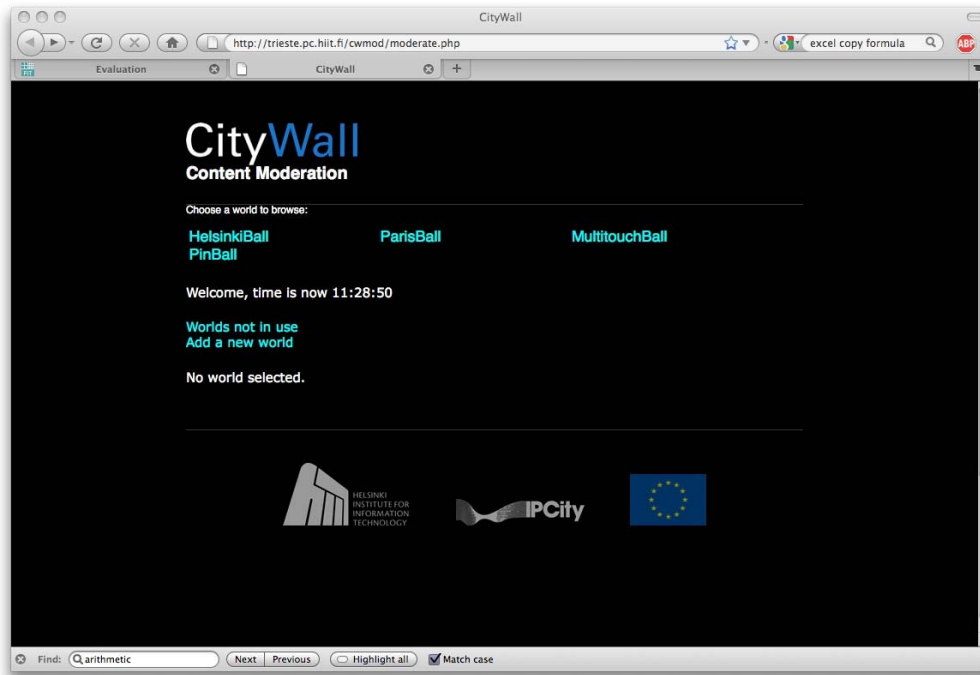 CityWall
http://trieste.pc.hiit.fi/cwmod/moderate.php
excel copy formula
ABP
Evaluation
CityWall
CityWall
Content Moderation
Choose a world to browse:
HelsinkiBall ParisBall MultitouchBall
PinBall
Welcome, time is now 11:28:50
Worlds not in use
Add a new world
No world selected.
HELSINKI
INSTITUTE FOR
INFORMATION
TECHNOLOGY
IPCity
Find: arithmetic Next Previous Highlight all Match case